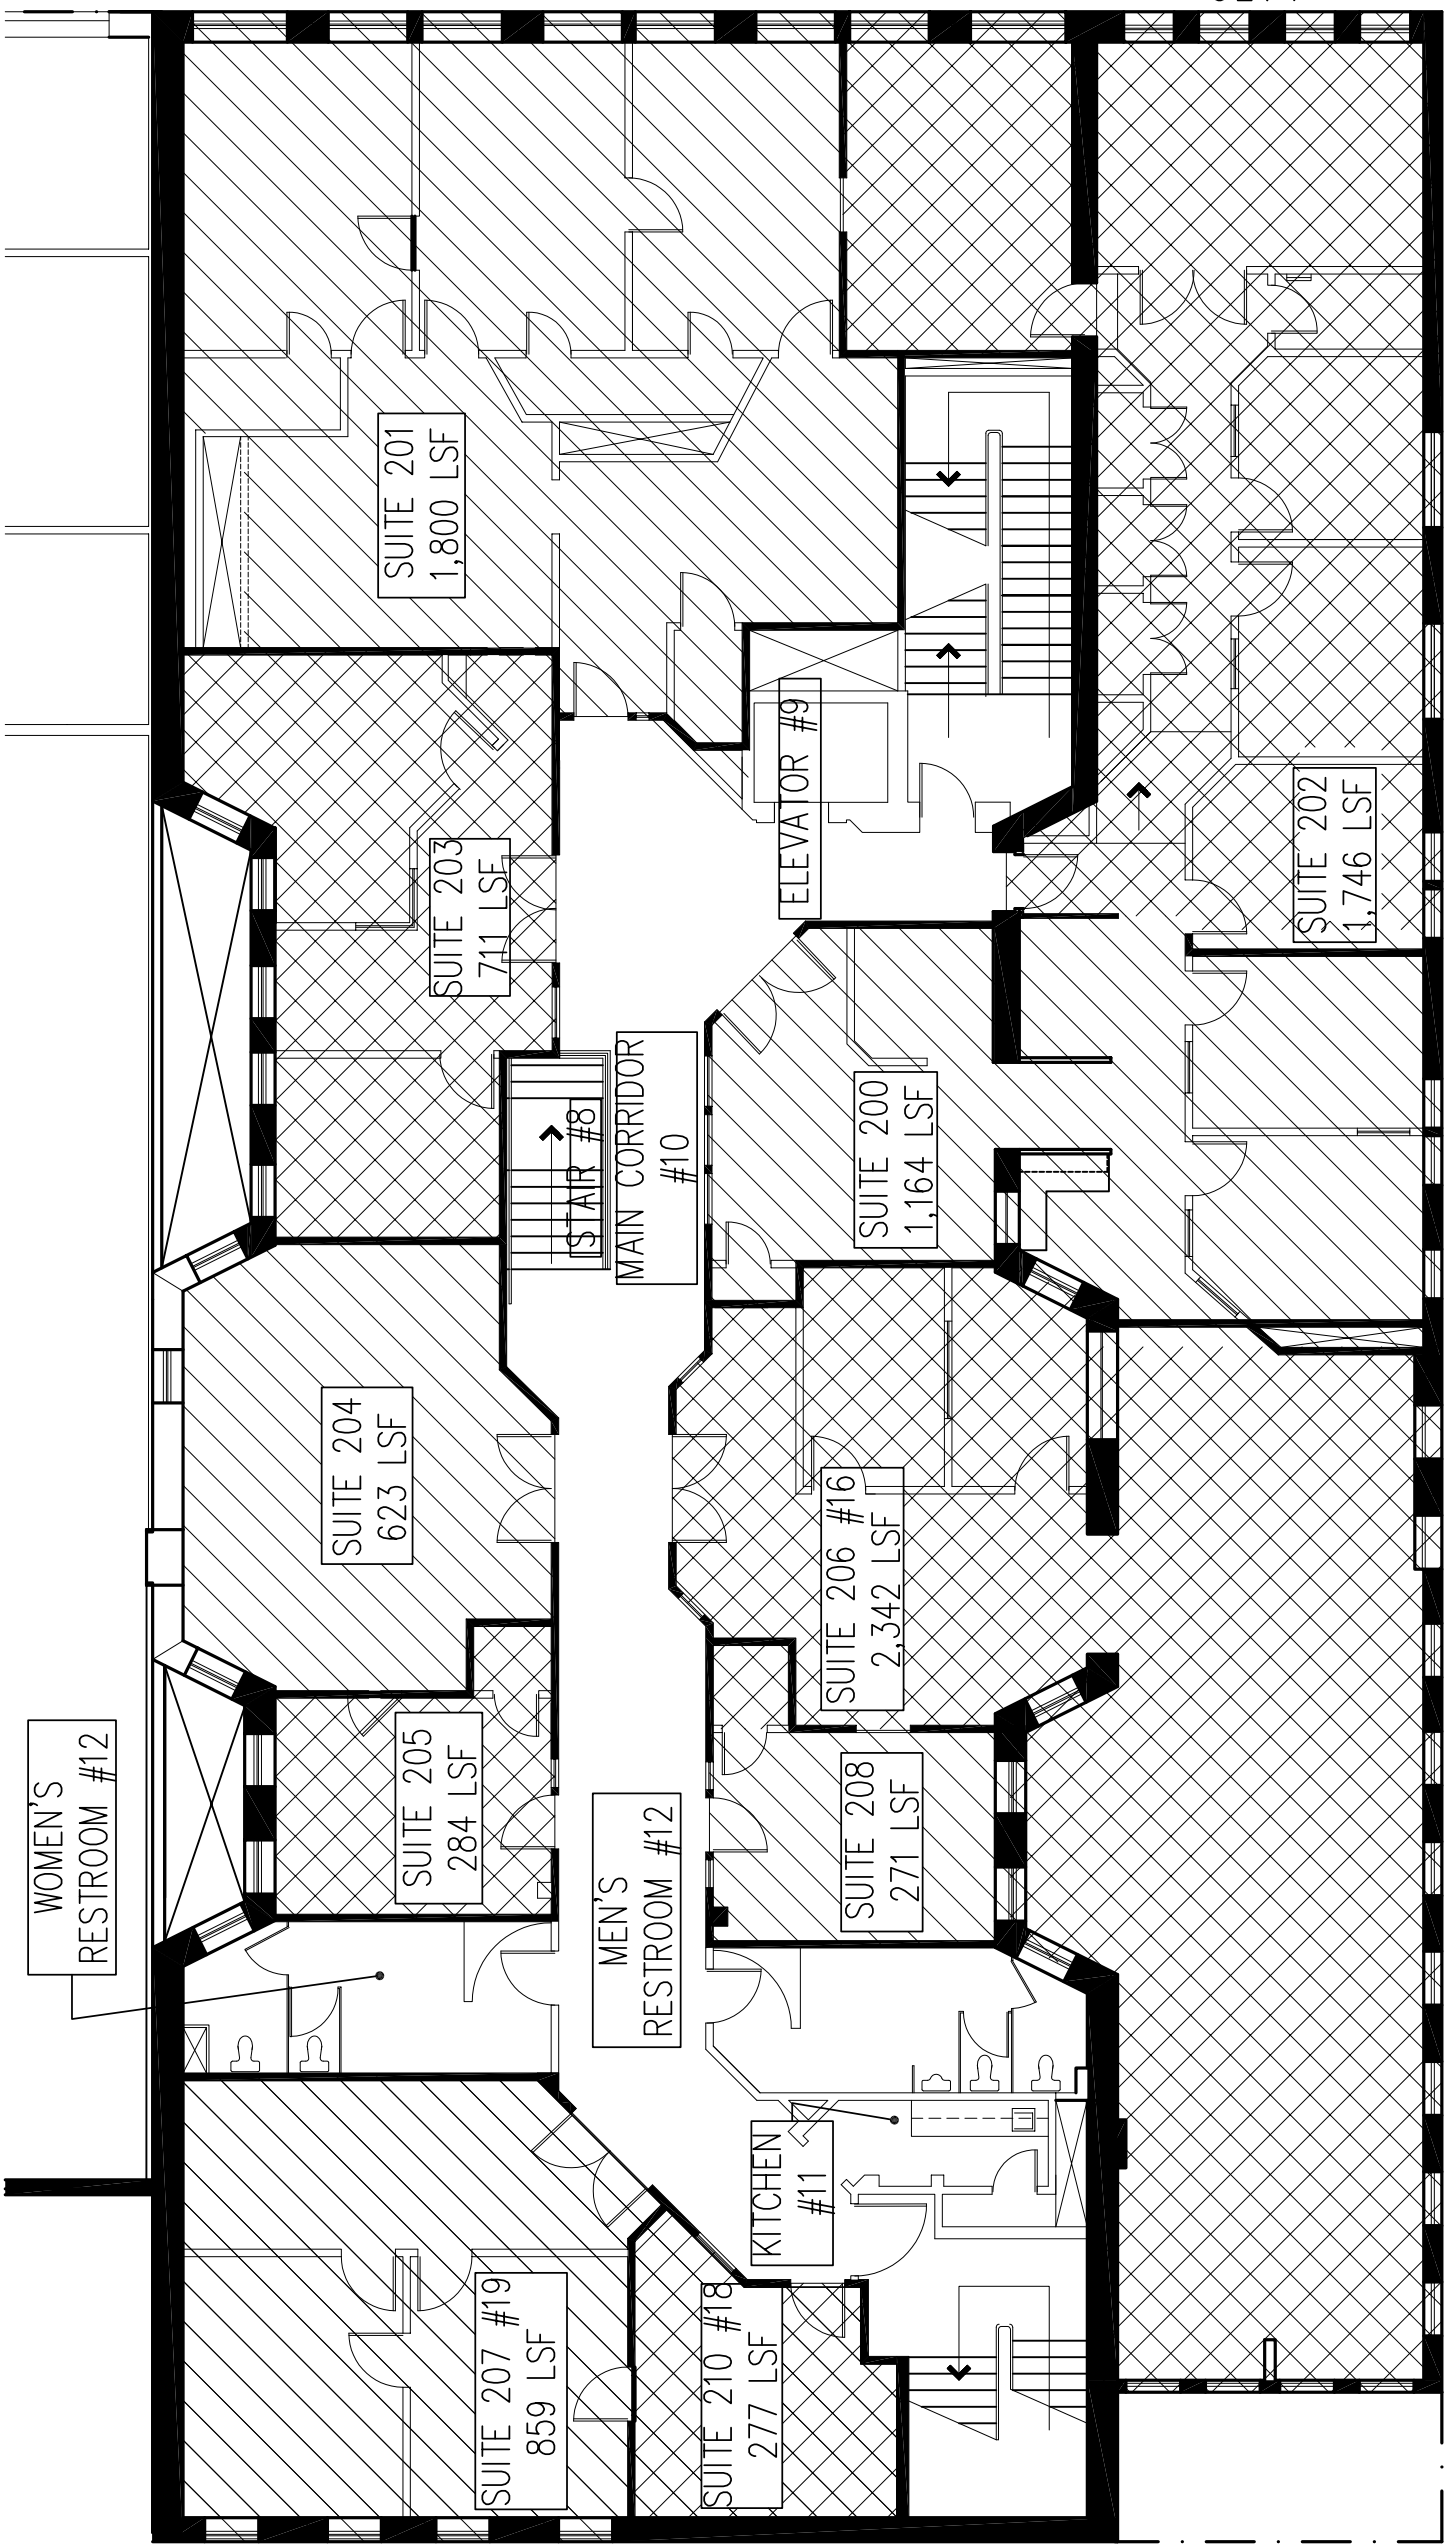 SUITE 201
1,800 LSF
SUITE 202
1,746 LSF
ELEVATOR #9
SUITE 203
711 LSF
STAIR #8
MAIN CORRIDOR
#10
SUITE 200
1,164 LSF
SUITE 204
623 LSF
SUITE 206 #16
2,342 LSF
SUITE 205
284 LSF
SUITE 208
271 LSF
WOMEN'S
RESTROOM #12
MEN'S
RESTROOM #12
KITCHEN
#11
SUITE 207 #19
859 LSF
SUITE 210 #18
277 LSF